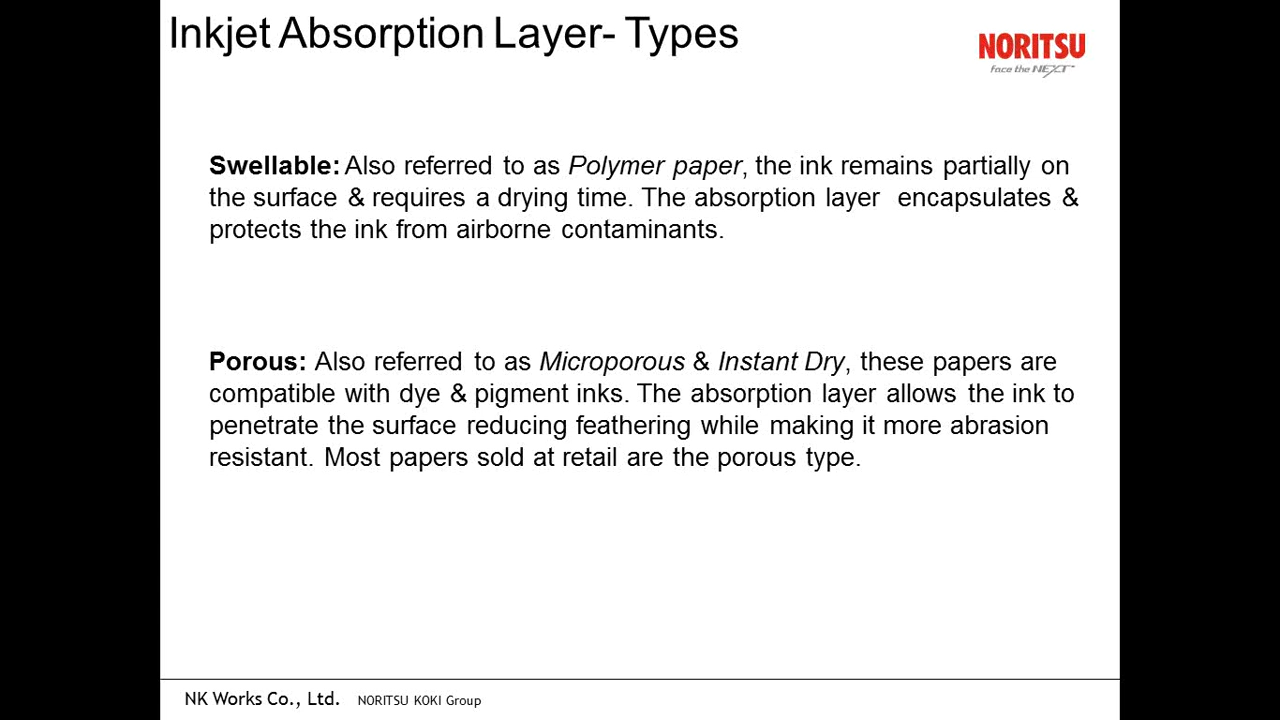 Inkjet Absorption Layer- Types
NORITSU
face the NEXT™
Swellable: Also referred to as Polymer paper, the ink remains partially on
the surface & requires a drying time. The absorption layer encapsulates &
protects the ink from airborne contaminants.
Porous: Also referred to as Microporous & Instant Dry, these papers are
compatible with dye & pigment inks. The absorption layer allows the ink to
penetrate the surface reducing feathering while making it more abrasion
resistant. Most papers sold at retail are the porous type.
NK Works Co., Ltd. NORITSU KOKI Group